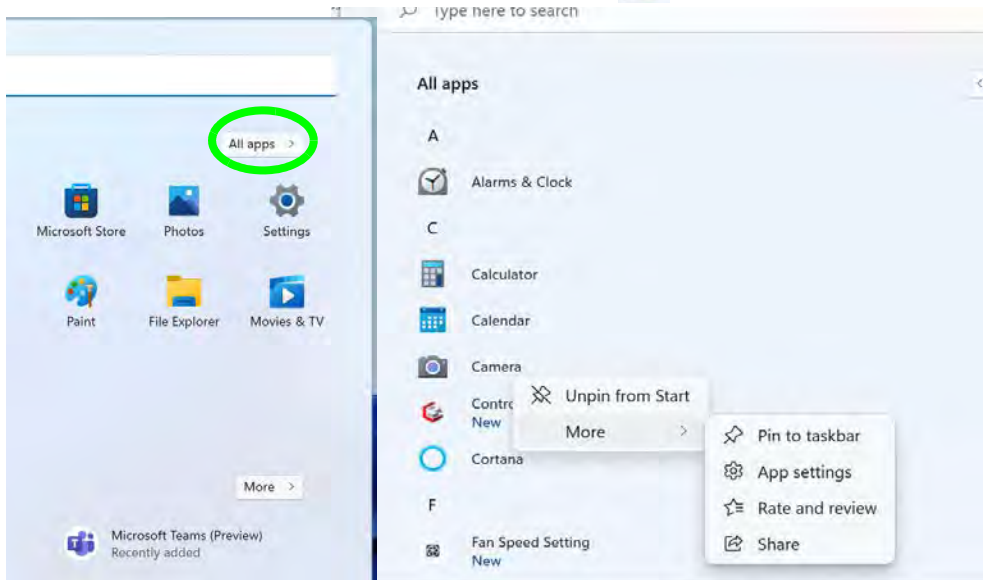 All apps >
Microsoft Store
Photos
Settings
Paint
File Explorer
Movies & TV
More >
Microsoft Teams (Preview)
Recently added
Type here to search
All apps
A
Alarms & Clock
C
Calculator
Calendar
Camera
Contro
New
Cortana
F
Fan Speed Setting
New
Unpin from Start
More >
Pin to taskbar
App settings
Rate and review
Share